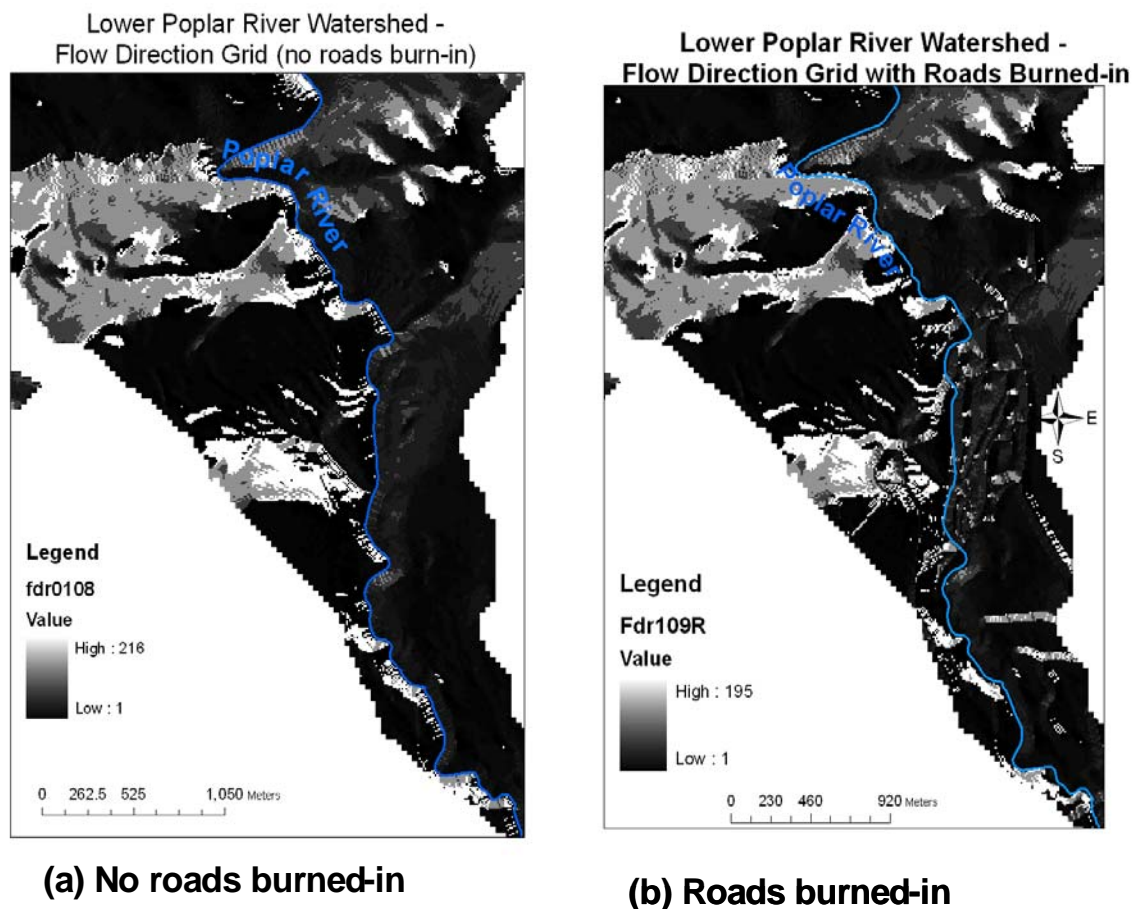 Lower Poplar River Watershed -
Flow Direction Grid (no roads burn-in)
Poplar River
Legend
fdr0108
Value
High : 216
Low : 1
0 262.5 525 1,050 Meters
(a) No roads burned-in
Lower Poplar River Watershed -
Flow Direction Grid with Roads Burned-in
Poplar River
E
S
Legend
Fdr109R
Value
High : 195
Low : 1
0 230 460 920 Meters
(b) Roads burned-in